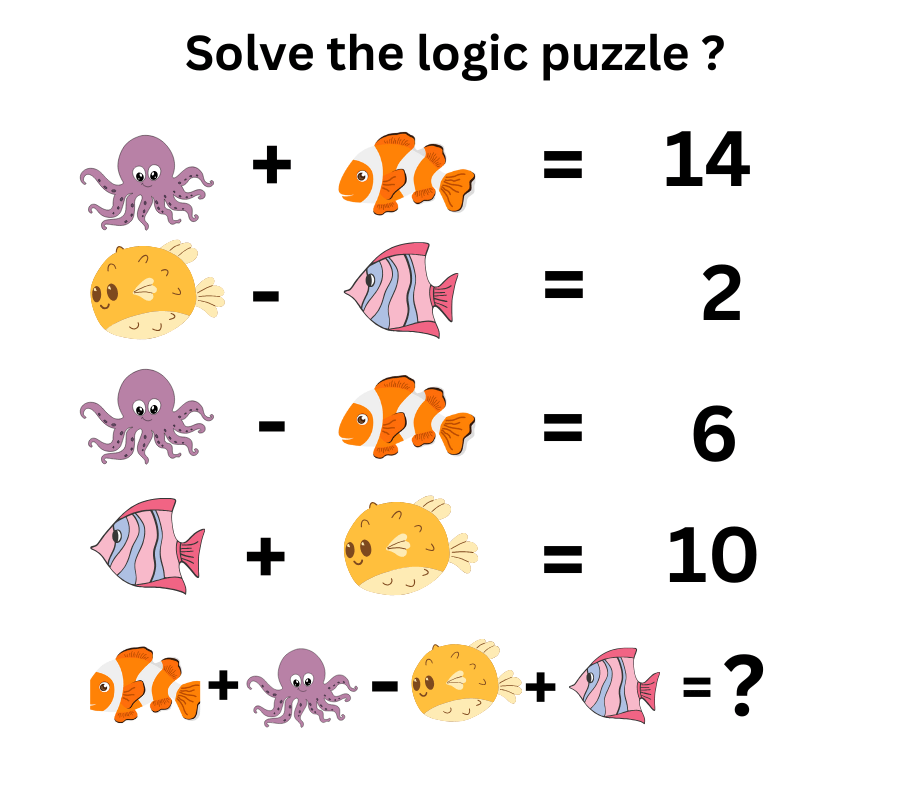 Solve the logic puzzle ?
+ = 14
- = 2
- = 6
+ = 10
+ - + = ?